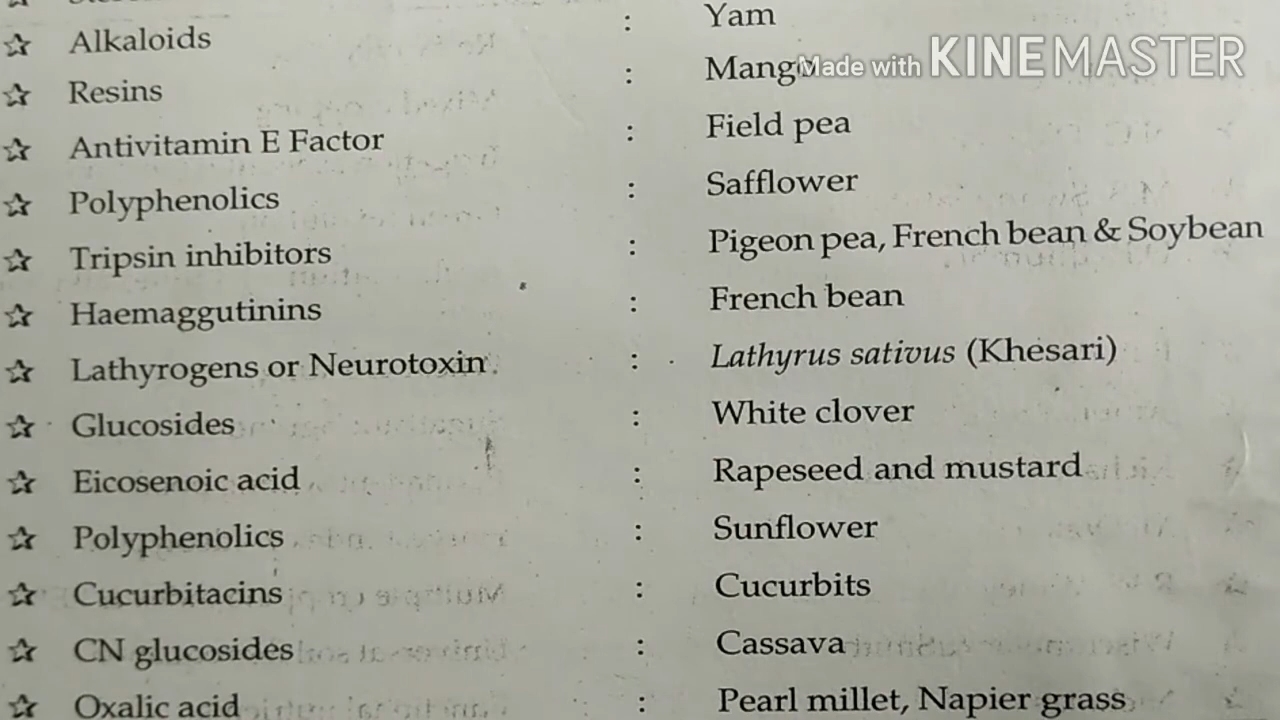 Yam
☆ Alkaloids :
Mango
Made with KINEMASTER
☆ Resins :
☆ Antivitamin E Factor : Field pea
☆ Polyphenolics : Safflower
☆ Tripsin inhibitors : Pigeon pea, French bean & Soybean
☆ Haemaggutinins : French bean
☆ Lathyrogens or Neurotoxin : Lathyrus sativus (Khesari)
☆ Glucosides : White clover
☆ Eicosenoic acid : Rapeseed and mustard
☆ Polyphenolics : Sunflower
☆ Cucurbitacins : Cucurbits
☆ CN glucosides : Cassava
☆ Oxalic acid : Pearl millet, Napier grass